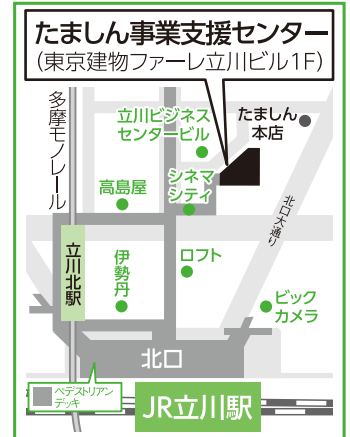 たましん事業支援センター
(東京建物ファーレ立川ビル1F)
多摩モノレール
立川ビジネス
センタービル
たましん
本店
シネマ
シティ
高島屋
北口大通り
立川北駅
伊勢丹
ロフト
ビック
カメラ
北口
ペデストリアン
デッキ
JR立川駅